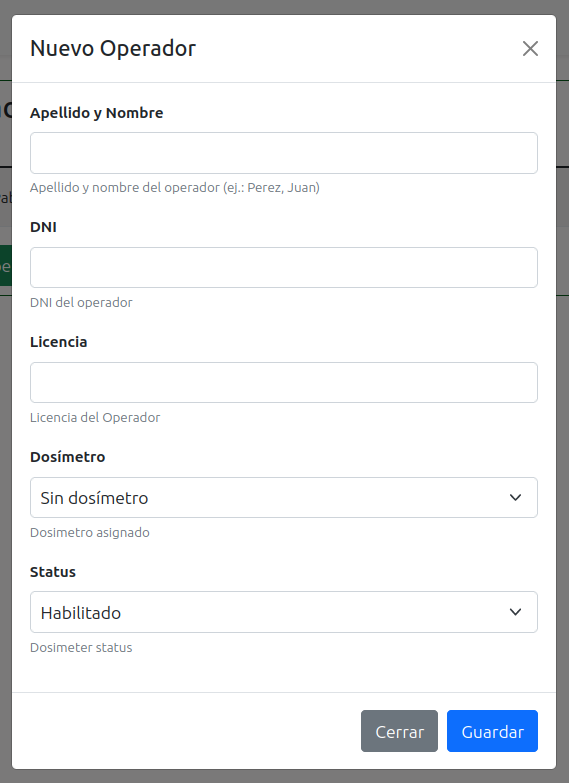 Nuevo Operador
Apellido y Nombre
Apellido y nombre del operador (ej.: Perez, Juan)
DNI
DNI del operador
Licencia
Licencia del Operador
Dosímetro
Sin dosímetro
Dosimetro asignado
Status
Habilitado
Dosimeter status
Cerrar
Guardar